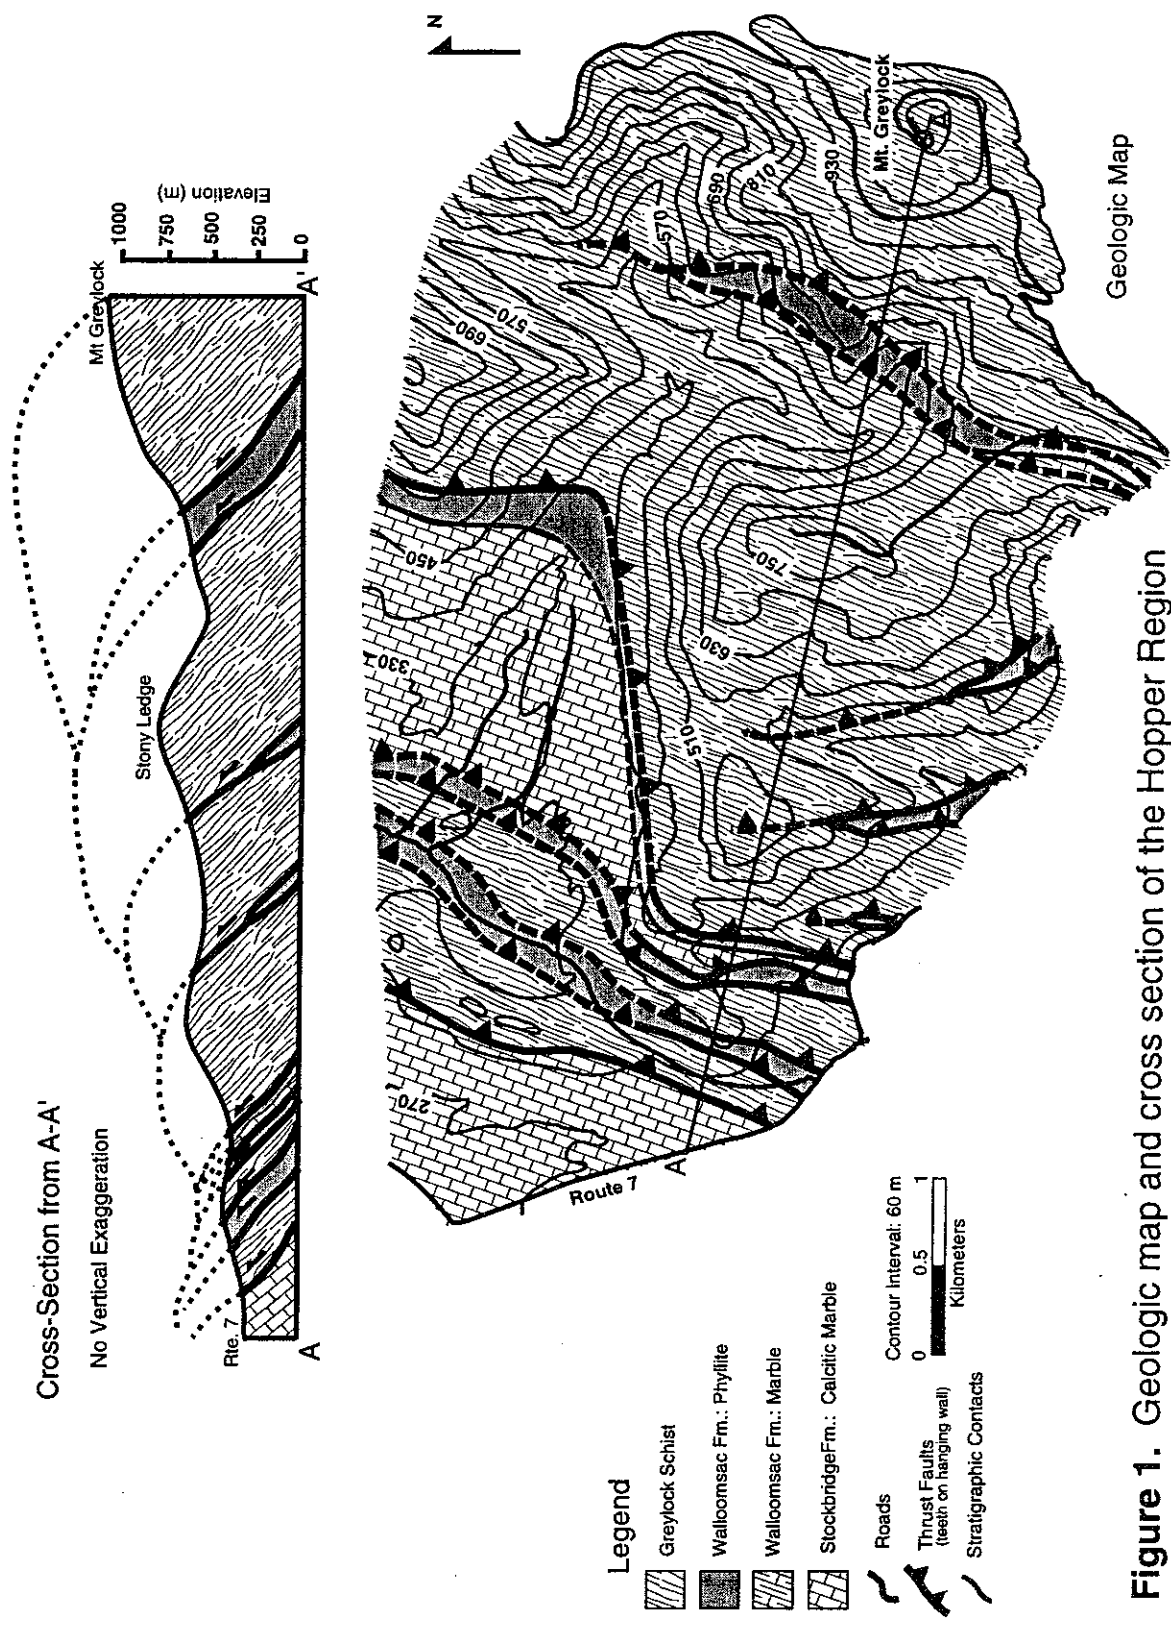 Cross-Section from A-A'
No Vertical Exaggeration
Rte. 7
Stony Ledge
Mt Greylock
1000
750
500
250
0
Elevation (m)
A
A'
N
Mt. Greylock
930
810
690
570
690
570
450
330
750
630
510
270
Route 7
A
Geologic Map
Legend
Greylock Schist
Walloomsac Fm.: Phyllite
Walloomsac Fm.: Marble
StockbridgeFm.: Calcitic Marble
Roads
Thrust Faults
(teeth on hanging wall)
Stratigraphic Contacts
Contour Interval: 60 m
0 0.5 1
Kilometers
Figure 1. Geologic map and cross section of the Hopper Region